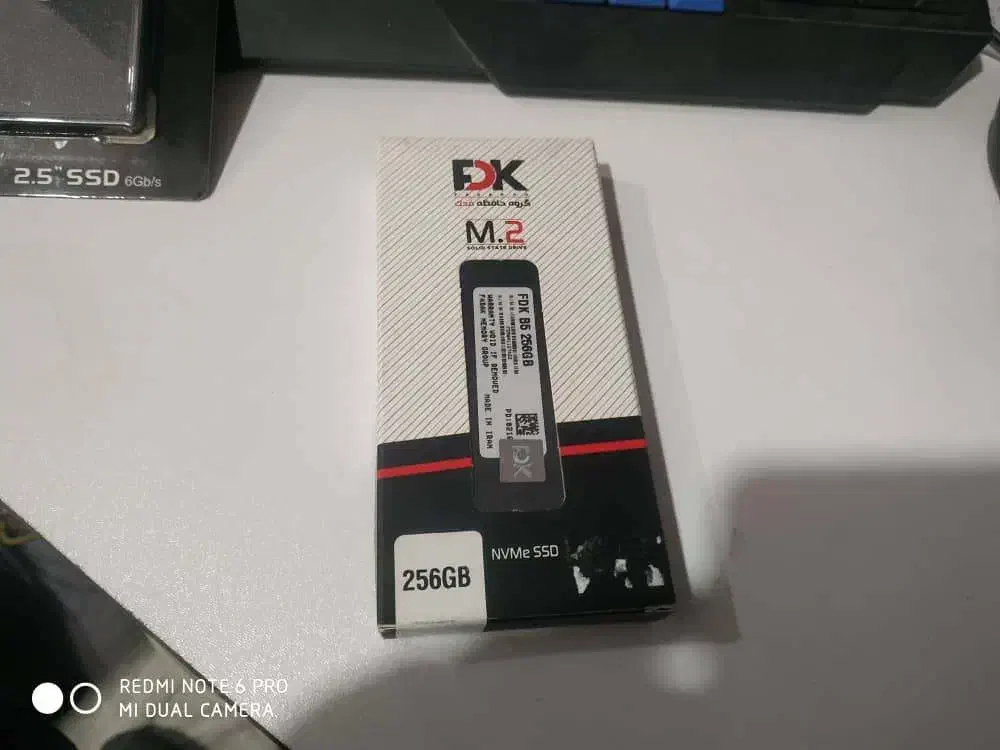 2.5" SSD 6Gb/s
FDK
گروه حافظه فدک
M.2
SOLID STATE DRIVE
FDK B5 256GB
WARRANTY VOID IF REMOVED
FADAK MEMORY GROUP MADE IN IRAN
FDK
NVMe SSD
256GB
REDMI NOTE 6 PRO
MI DUAL CAMERA